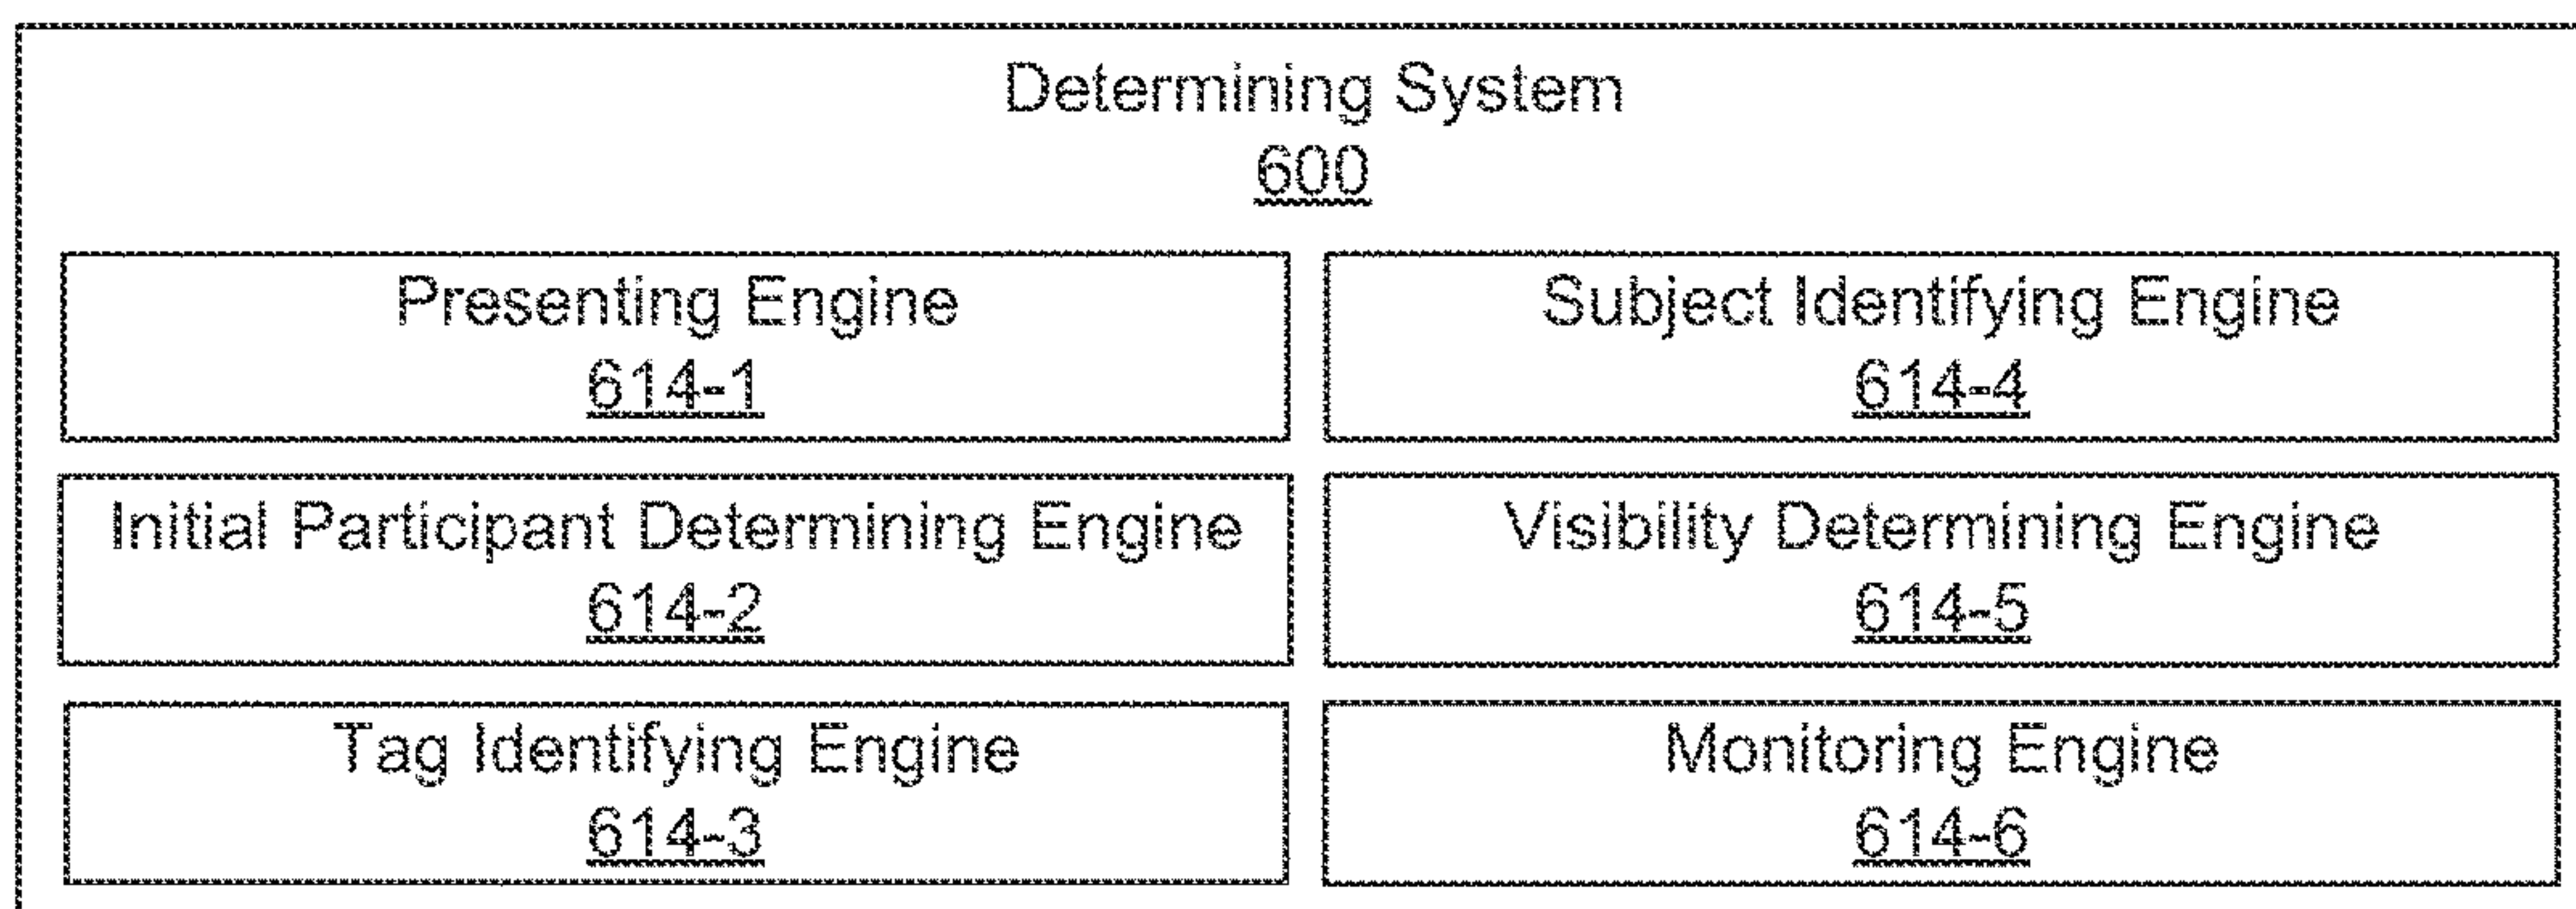 Determining System
600
Presenting Engine
614-1
Subject Identifying Engine
614-4
Initial Participant Determining Engine
614-2
Visibility Determining Engine
614-5
Tag Identifying Engine
614-3
Monitoring Engine
614-6